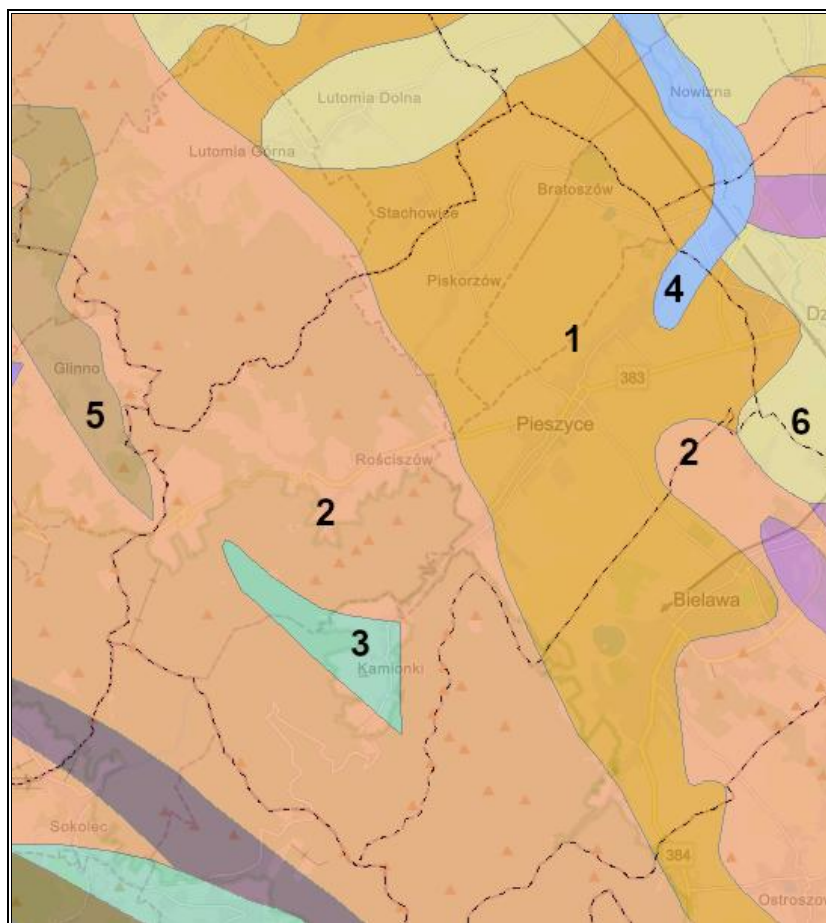 Nowizna
Lutomia Dolna
Lutomia Górna
Bratoszów
Stachowice
Piskorzów
4
Dz
1
Glinno
383
5
Pieszyce
6
2
Rościszów
2
Bielawa
3
Kamionki
Sokolec
384
Ostroszow